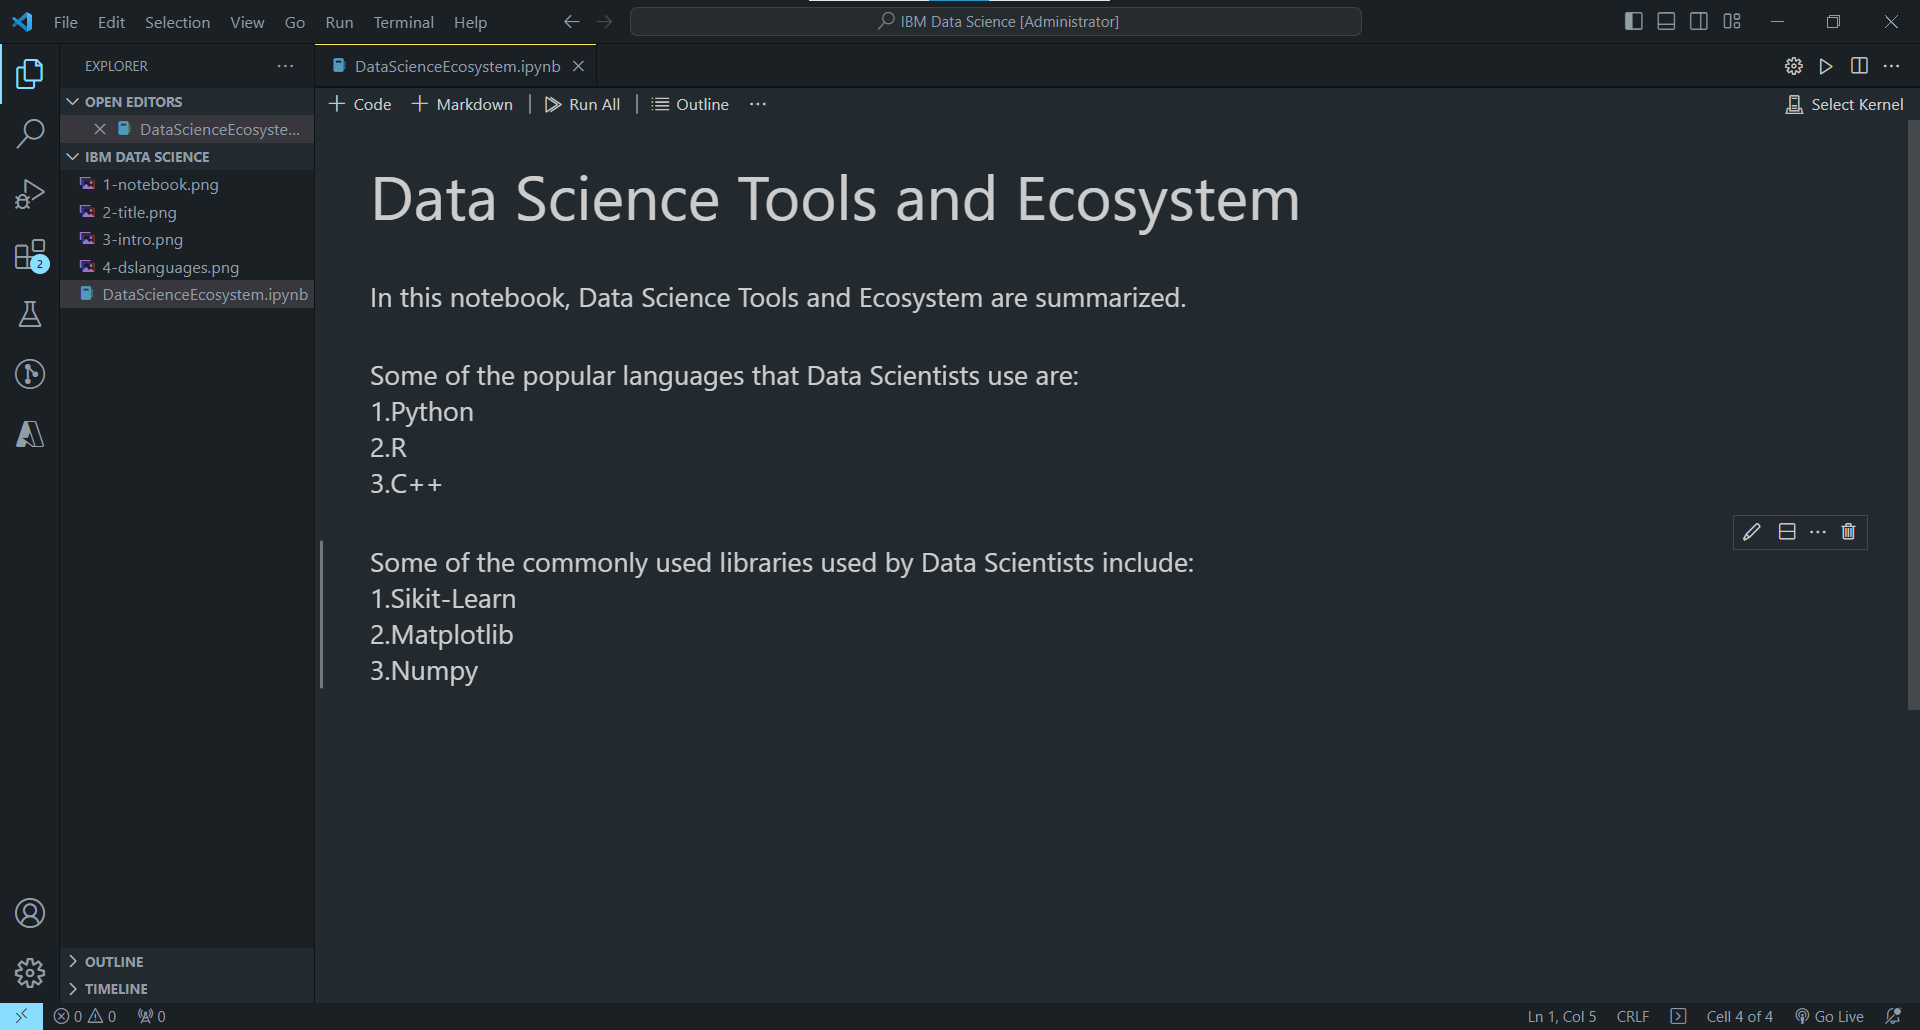 File Edit Selection View Go Run Terminal Help
IBM Data Science [Administrator]
EXPLORER
OPEN EDITORS
DataScienceEcosyste...
IBM DATA SCIENCE
1-notebook.png
2-title.png
3-intro.png
4-dslanguages.png
DataScienceEcosystem.ipynb
2
OUTLINE
TIMELINE
DataScienceEcosystem.ipynb
Code Markdown Run All Outline
Select Kernel
Data Science Tools and Ecosystem
In this notebook, Data Science Tools and Ecosystem are summarized.
Some of the popular languages that Data Scientists use are:
1.Python
2.R
3.C++
Some of the commonly used libraries used by Data Scientists include:
1.Sikit-Learn
2.Matplotlib
3.Numpy
0 0 0
Ln 1, Col 5 CRLF Cell 4 of 4 Go Live